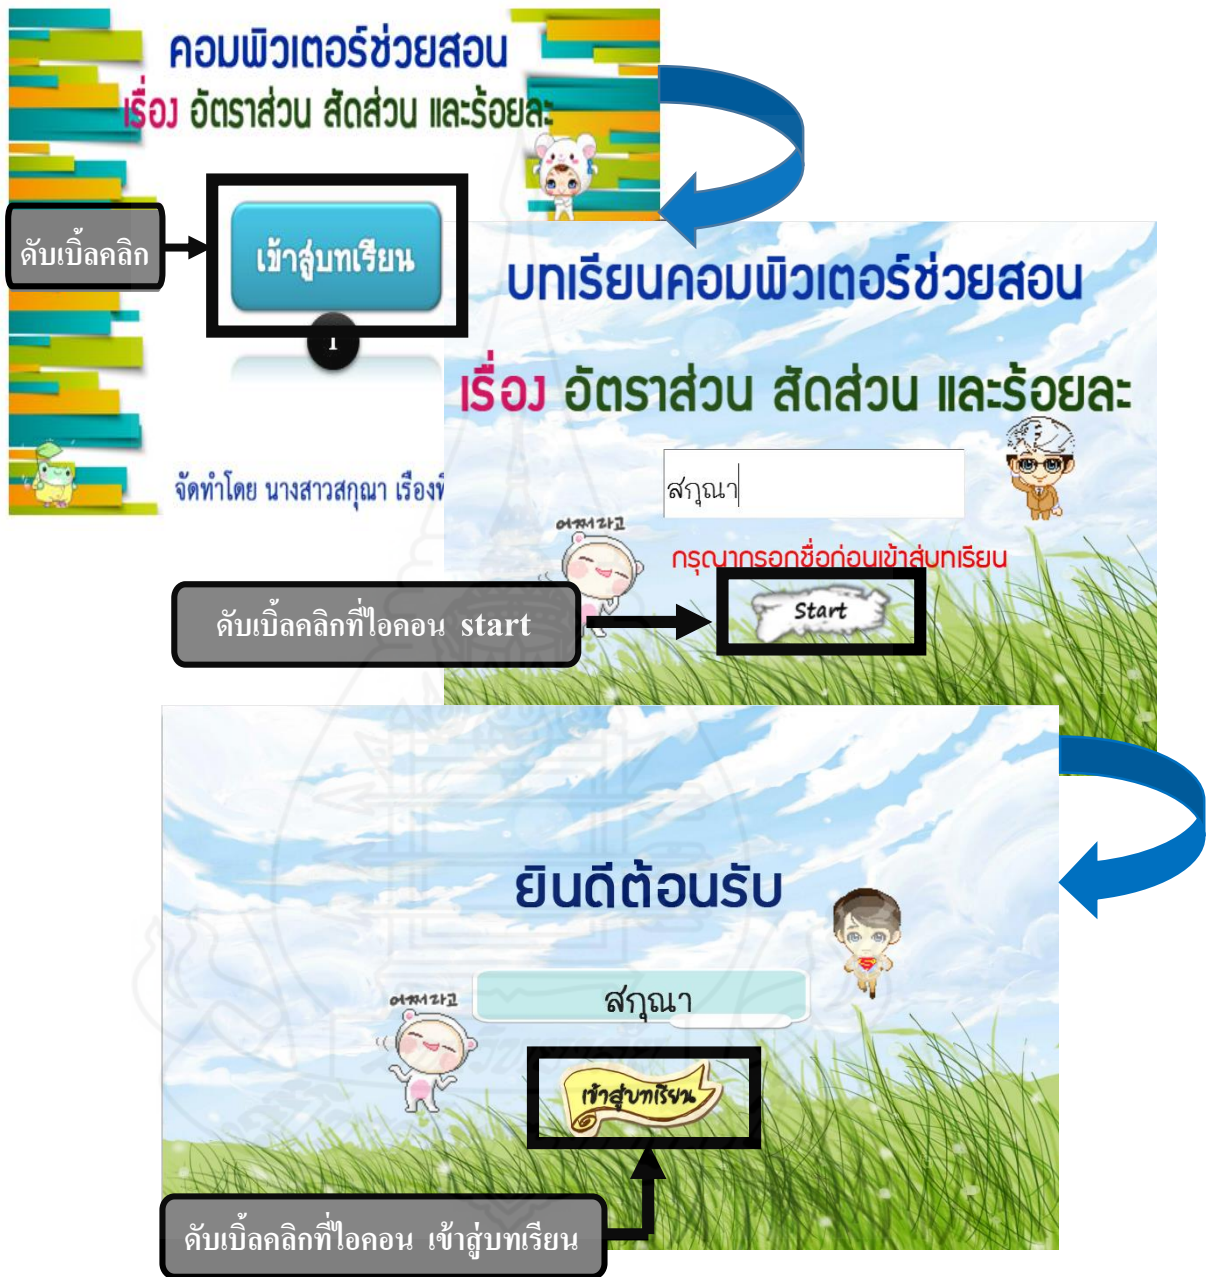 คอมพิวเตอร์ช่วยสอน
เรื่อง อัตราส่วน สัดส่วน และร้อยละ
ดับเบิ้ลคลิก
เข้าสู่บทเรียน
1
จัดทำโดย นางสาวสกุณา
บทเรียนคอมพิวเตอร์ช่วยสอน
เรื่อง อัตราส่วน สัดส่วน และร้อยละ
สกุณา
어쩌라고
กรุณากรอกชื่อก่อนเข้าสู่บทเรียน
ดับเบิ้ลคลิกที่ไอคอน start
Start
ยินดีต้อนรับ
สกุณา
어쩌라고
เข้าสู่บทเรียน
ดับเบิ้ลคลิกที่ไอคอน เข้าสู่บทเรียน